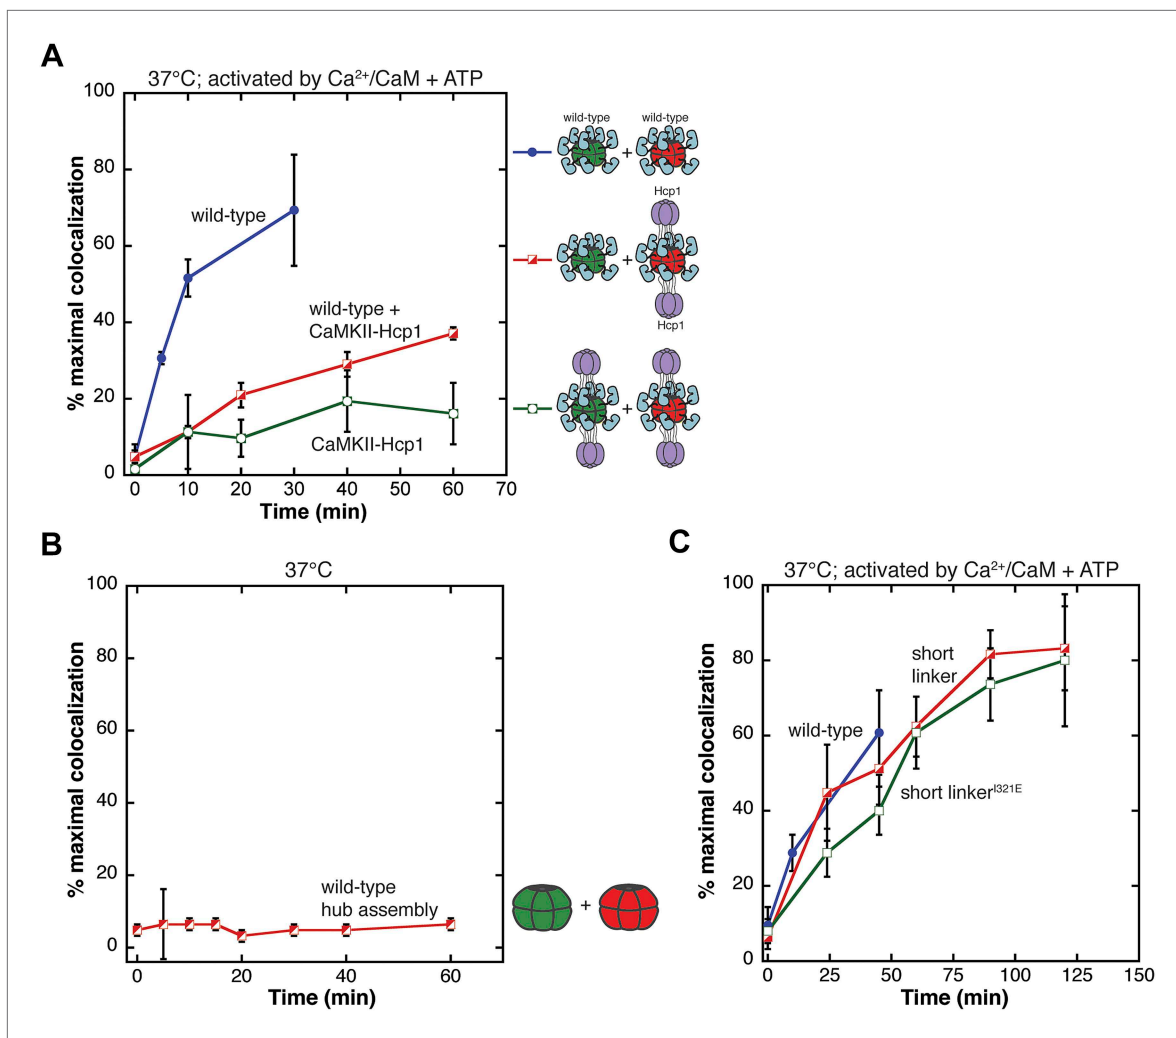 A
37°C; activated by Ca²⁺/CaM + ATP
100
80
60
40
20
0
% maximal colocalization
wild-type
wild-type +
CaMKII-Hcp1
CaMKII-Hcp1
0 10 20 30 40 50 60 70
Time (min)
wild-type wild-type
+
Hcp1
+
Hcp1
+
B
37°C
100
80
60
40
20
0
% maximal colocalization
wild-type
hub assembly
0 20 40 60
Time (min)
+
C
37°C; activated by Ca²⁺/CaM + ATP
100
80
60
40
20
0
% maximal colocalization
short
linker
wild-type
short linkerᴵ³²¹ᴱ
0 25 50 75 100 125 150
Time (min)